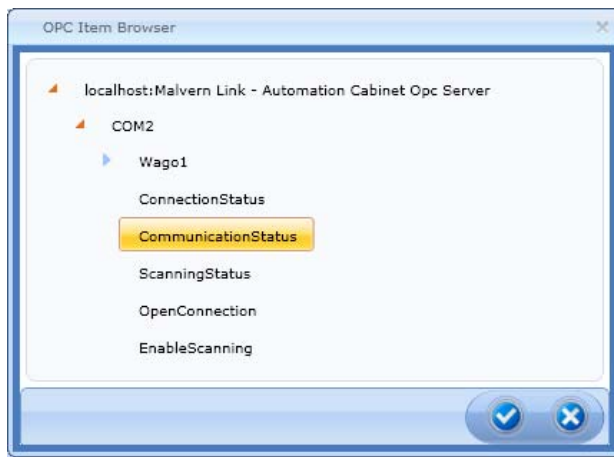 OPC Item Browser
localhost:Malvern Link - Automation Cabinet Opc Server
COM2
Wago1
ConnectionStatus
CommunicationStatus
ScanningStatus
OpenConnection
EnableScanning